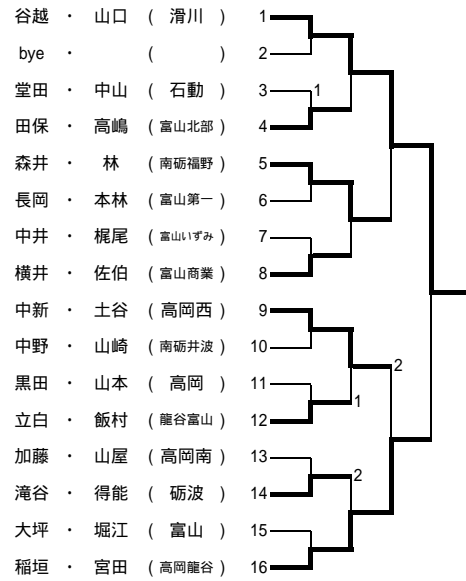 谷越 ・ 山口 ( 滑川 ) 1
bye ・ ( ) 2
堂田 ・ 中山 ( 石動 ) 3 1
田保 ・ 高嶋 ( 富山北部 ) 4
森井 ・ 林 ( 南砺福野 ) 5
長岡 ・ 本林 ( 富山第一 ) 6
中井 ・ 梶尾 ( 富山いずみ ) 7
横井 ・ 佐伯 ( 富山商業 ) 8
中新 ・ 土谷 ( 高岡西 ) 9
中野 ・ 山崎 ( 南砺井波 ) 10
2
黒田 ・ 山本 ( 高岡 ) 11
1
立白 ・ 飯村 ( 龍谷富山 ) 12
加藤 ・ 山屋 ( 高岡南 ) 13
2
滝谷 ・ 得能 ( 砺波 ) 14
大坪 ・ 堀江 ( 富山 ) 15
稲垣 ・ 宮田 ( 高岡龍谷 ) 16